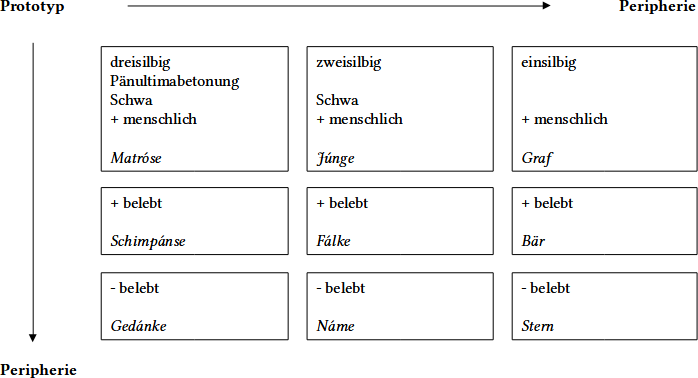 Prototyp
Peripherie
dreisilbig
Pänultimabetonung
Schwa
+ menschlich
Matróse
zweisilbig
Schwa
+ menschlich
Júnge
einsilbig
+ menschlich
Graf
+ belebt
Schimpánse
+ belebt
Fálke
+ belebt
Bär
- belebt
Gedánke
- belebt
Náme
- belebt
Stern
Peripherie